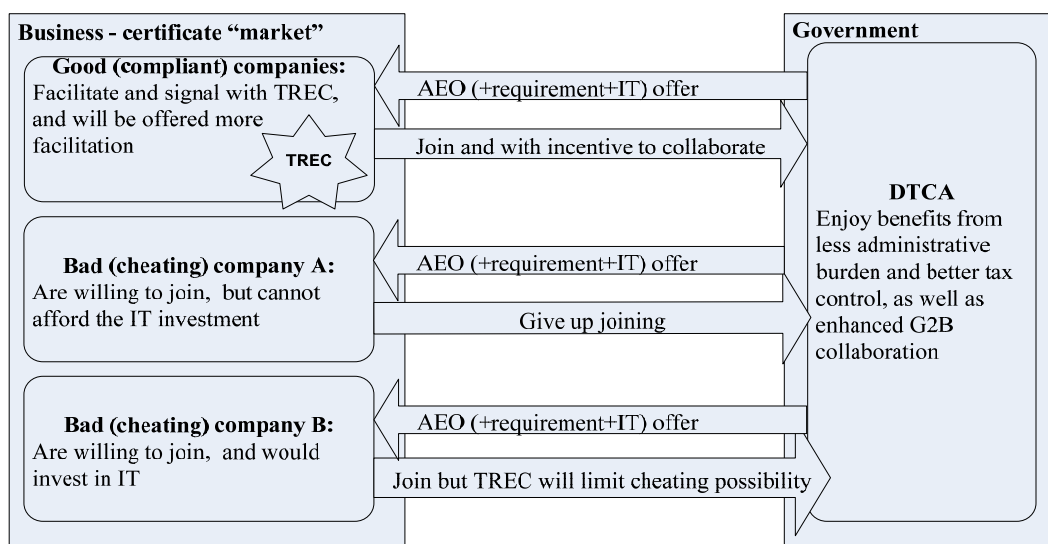 Business - certificate “market”
Good (compliant) companies:
Facilitate and signal with TREC,
and will be offered more
facilitation
TREC
Bad (cheating) company A:
Are willing to join,  but cannot
afford the IT investment
Bad (cheating) company B:
Are willing to join,  and would
invest in IT
AEO (+requirement+IT) offer
Join and with incentive to collaborate
AEO (+requirement+IT) offer
Give up joining
AEO (+requirement+IT) offer
Join but TREC will limit cheating possibility
Government
DTCA
Enjoy benefits from
less administrative
burden and better tax
control, as well as
enhanced G2B
collaboration